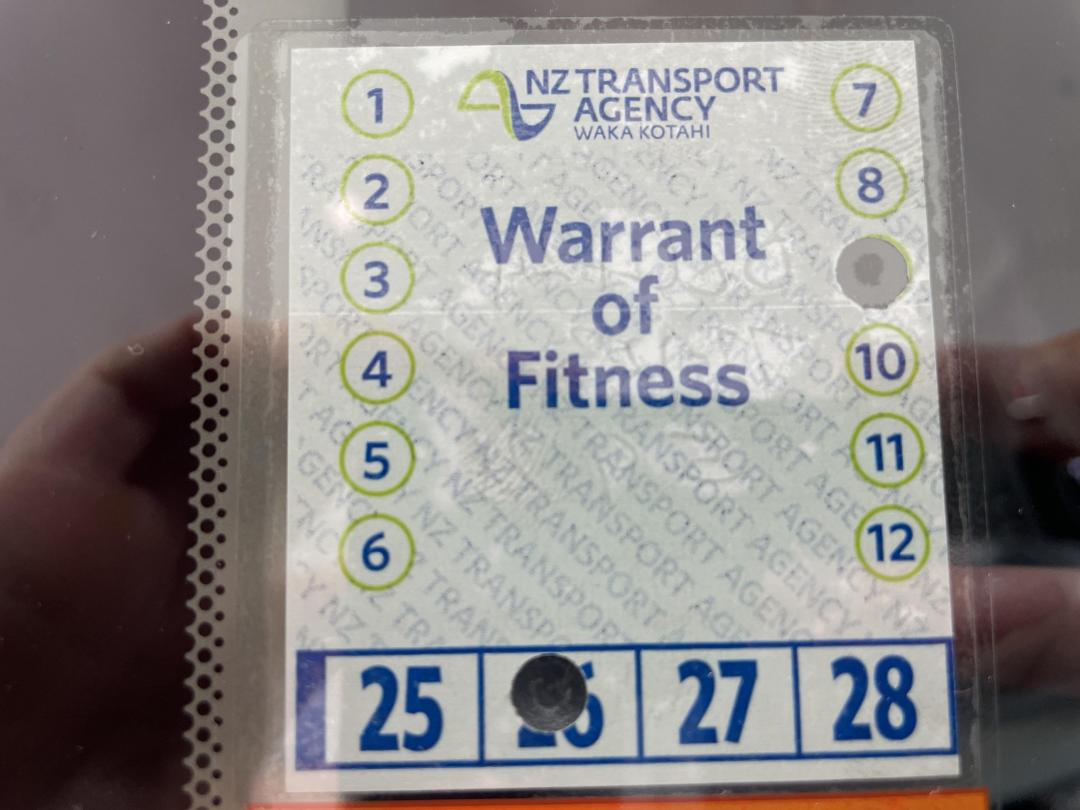 NZ TRANSPORT
AGENCY
WAKA KOTAHI
Warrant
of
Fitness
1
2
3
4
5
6
7
8
10
11
12
25 26 27 28